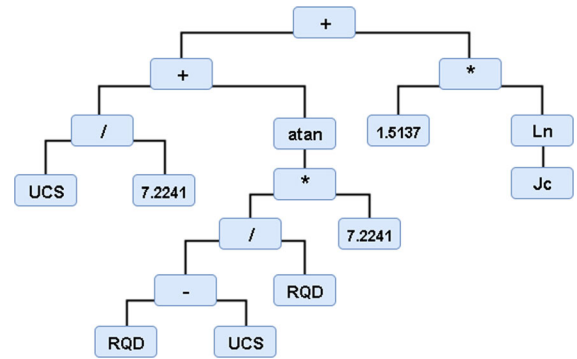 +
+ *
/ atan 1.5137 Ln
UCS 7.2241 * Jc
/ 7.2241
- RQD
RQD UCS